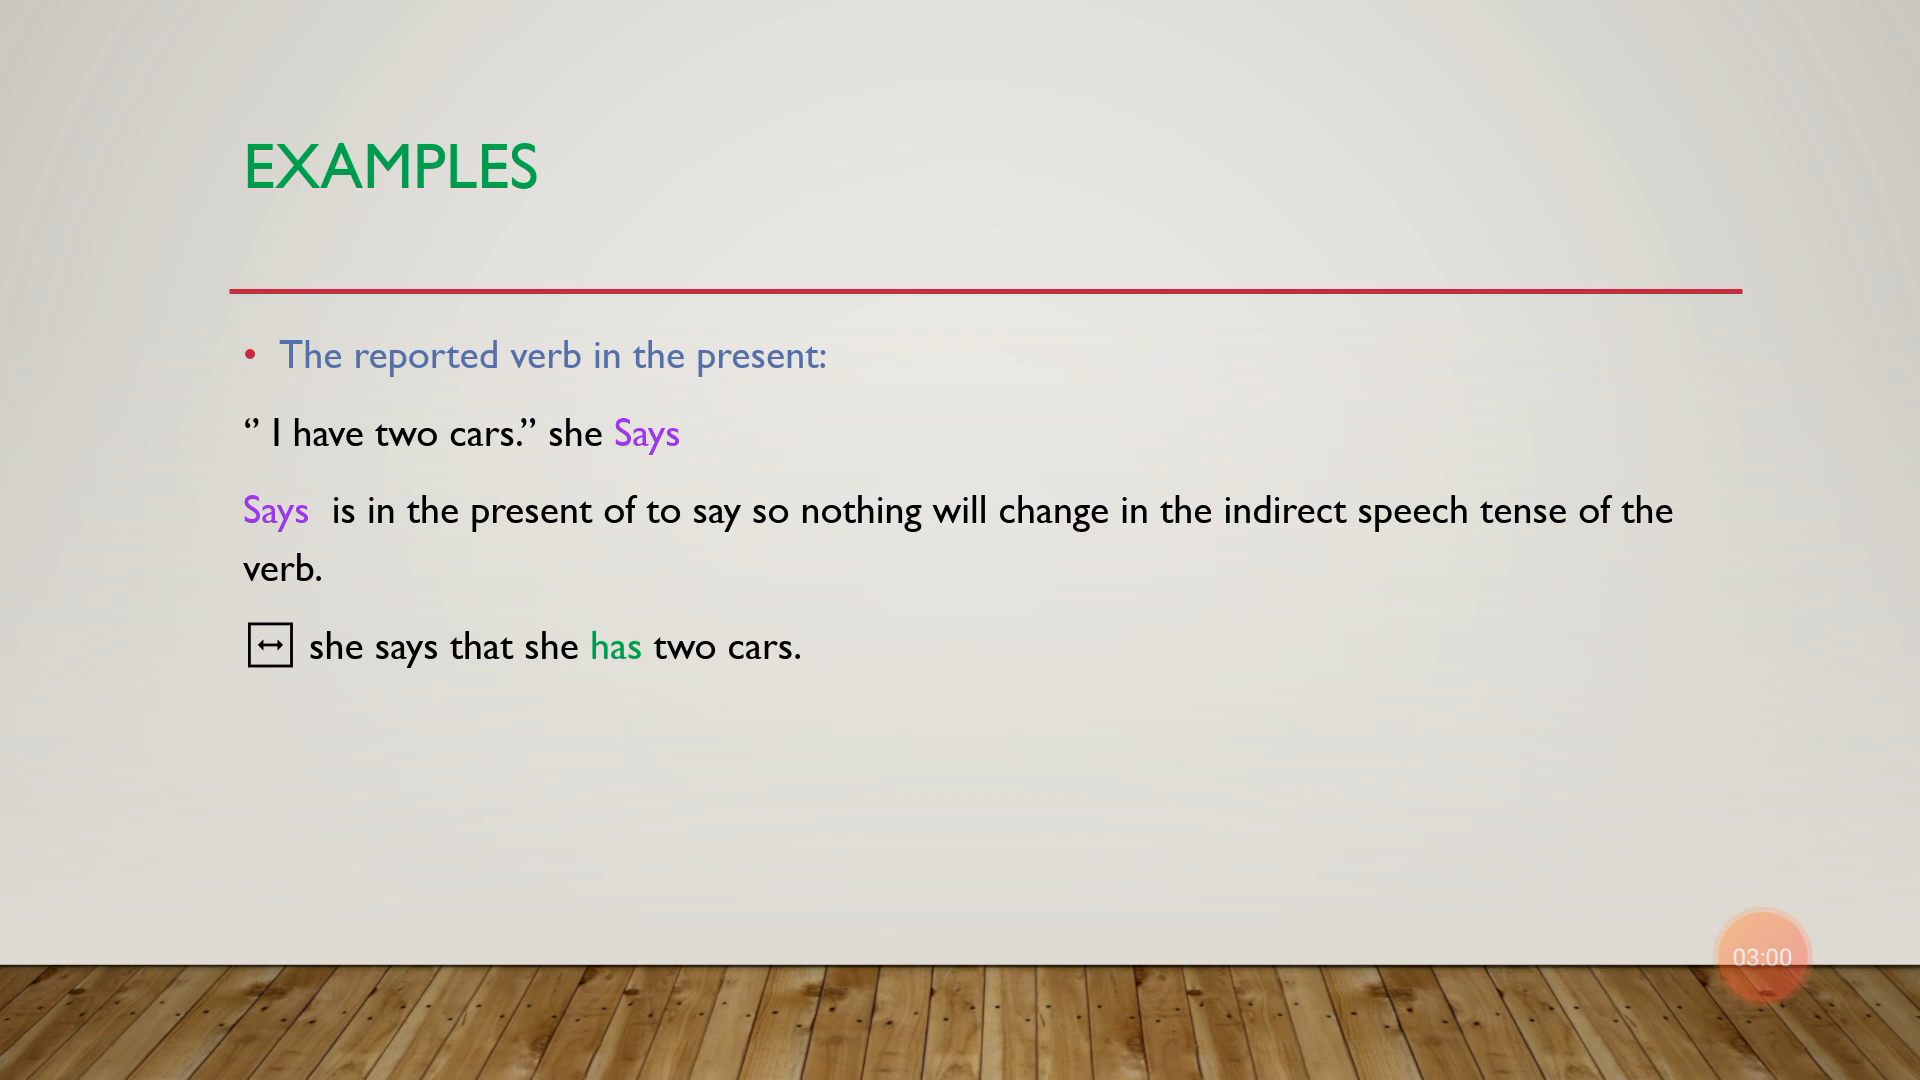 EXAMPLES
• The reported verb in the present:
“ I have two cars.” she Says
Says is in the present of to say so nothing will change in the indirect speech tense of the
verb.
↔ she says that she has two cars.
03:00